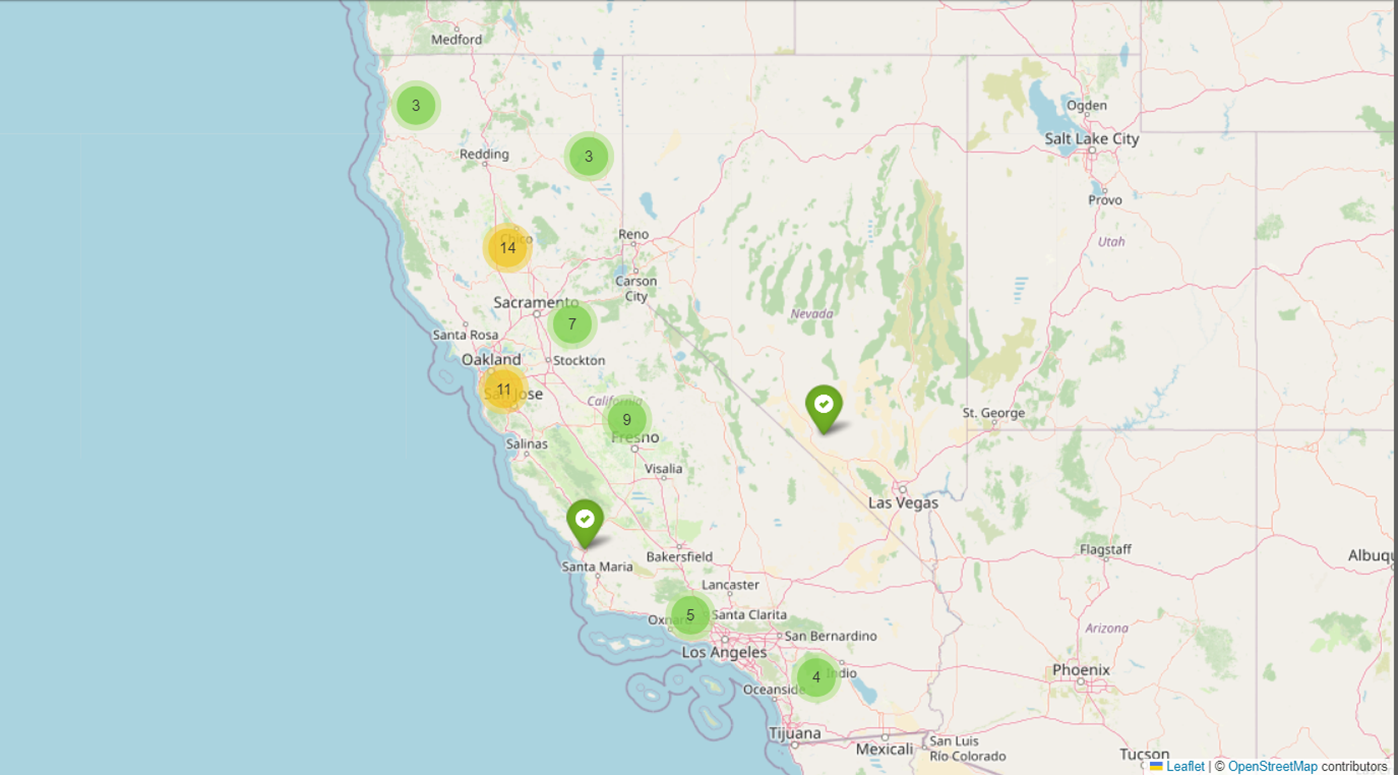 Medford
3
Ogden
Salt Lake City
Redding
3
Provo
14
Reno
Utah
Carson
City
Sacramento
Nevada
7
Santa Rosa
Oakland
Stockton
11
San Jose
California
9
St. George
Fresno
Salinas
Visalia
Las Vegas
Flagstaff
Albuq
Bakersfield
Santa Maria
Lancaster
5
Santa Clarita
Oxn
Arizona
San Bernardino
Los Angeles
Phoenix
4
Indio
Oceanside
Tijuana
San Luis
Río Colorado
Mexicali
Tucson
Leaflet | © OpenStreetMap contributors